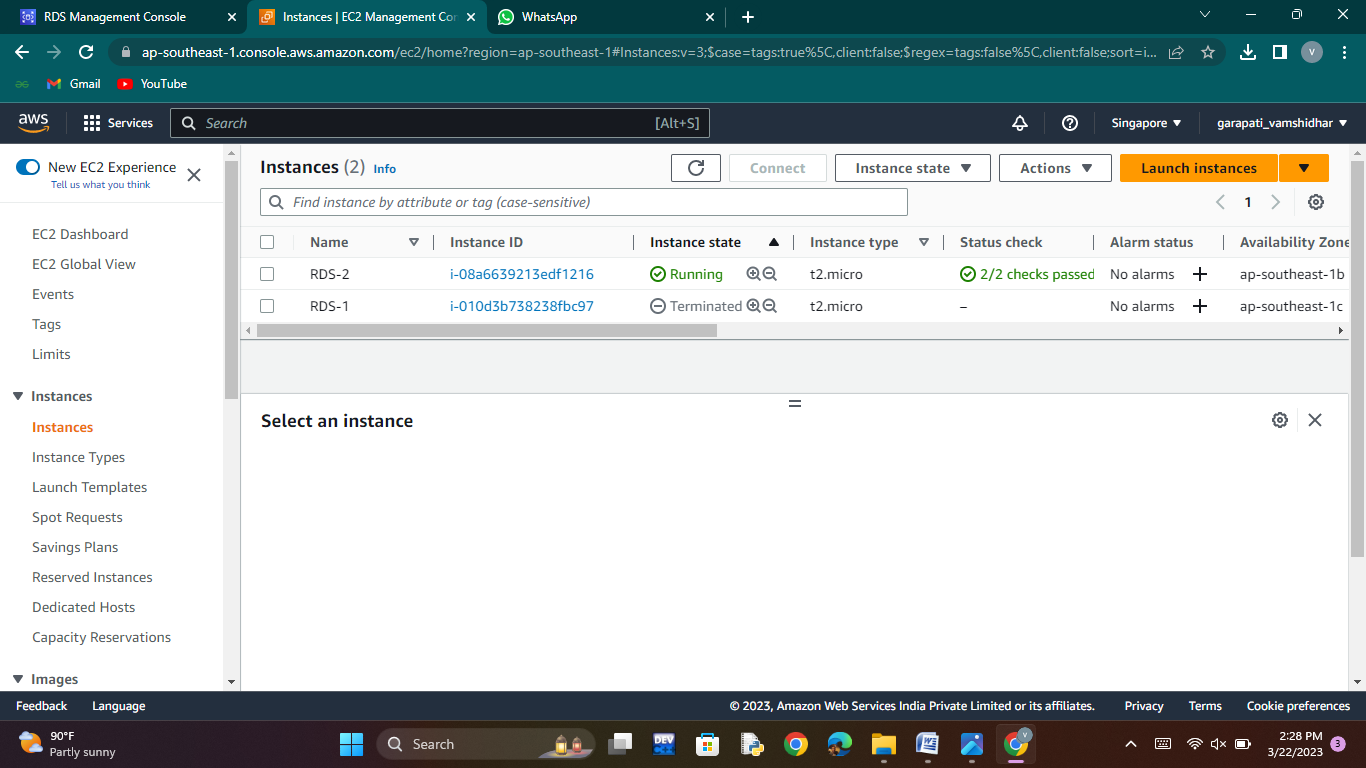 RDS Management Console
Instances | EC2 Management Con
WhatsApp
ap-southeast-1.console.aws.amazon.com/ec2/home?region=ap-southeast-1#Instances:v=3;$case=tags:true%5C,client:false;$regex=tags:false%5C,client:false;sort=i...
V
Gmail
YouTube
aws
Services
Search
[Alt+S]
Singapore
garapati_vamshidhar
New EC2 Experience
Tell us what you think
EC2 Dashboard
EC2 Global View
Events
Tags
Limits
Instances
Instances
Instance Types
Launch Templates
Spot Requests
Savings Plans
Reserved Instances
Dedicated Hosts
Capacity Reservations
Images
Instances (2) Info
Connect
Instance state
Actions
Launch instances
Find instance by attribute or tag (case-sensitive)
1
Name Instance ID Instance state Instance type Status check Alarm status Availability Zone
RDS-2 i-08a6639213edf1216 Running t2.micro 2/2 checks passed No alarms + ap-southeast-1b
RDS-1 i-010d3b738238fbc97 Terminated t2.micro – No alarms + ap-southeast-1c
Select an instance
Feedback
Language
© 2023, Amazon Web Services India Private Limited or its affiliates.
Privacy
Terms
Cookie preferences
90°F
Partly sunny
Search
DEV
V
2:28 PM
3/22/2023
3